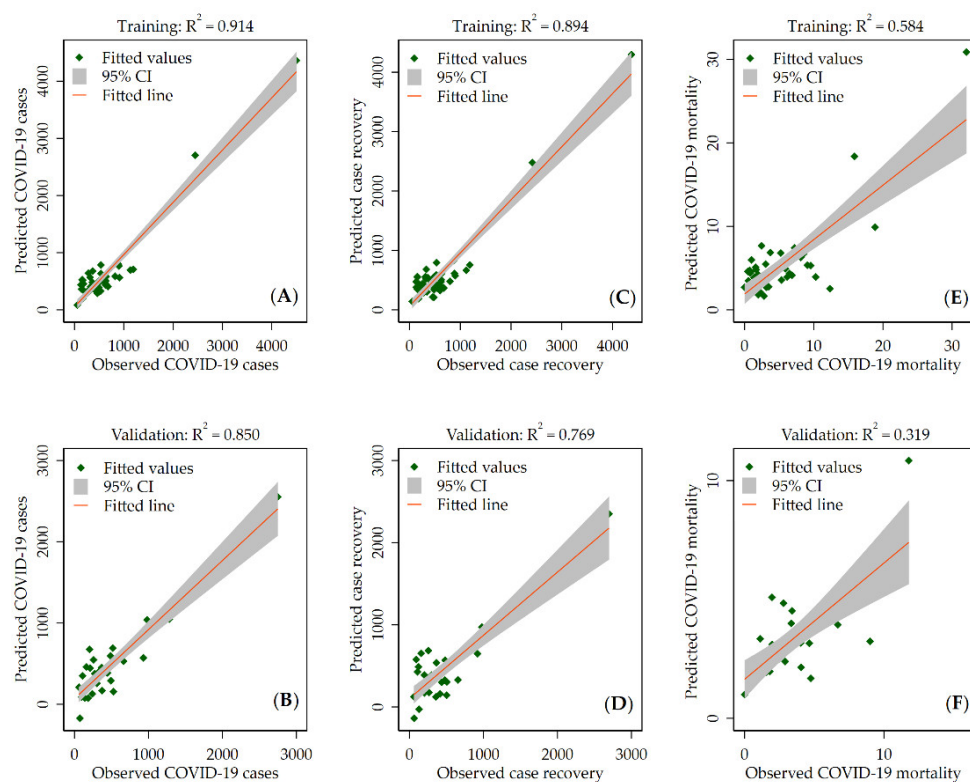 Training: R² = 0.914
Fitted values
95% CI
Fitted line
Predicted COVID-19 cases
0 1000 2000 3000 4000
0 1000 2000 3000 4000
Observed COVID-19 cases
(A)
Training: R² = 0.894
Fitted values
95% CI
Fitted line
Predicted case recovery
0 1000 2000 3000 4000
0 1000 2000 3000 4000
Observed case recovery
(C)
Training: R² = 0.584
Fitted values
95% CI
Fitted line
Predicted COVID-19 mortality
0 10 20 30
0 10 20 30
Observed COVID-19 mortality
(E)
Validation: R² = 0.850
Fitted values
95% CI
Fitted line
Predicted COVID-19 cases
0 1000 2000 3000
0 1000 2000 3000
Observed COVID-19 cases
(B)
Validation: R² = 0.769
Fitted values
95% CI
Fitted line
Predicted case recovery
0 1000 2000 3000
0 1000 2000 3000
Observed case recovery
(D)
Validation: R² = 0.319
Fitted values
95% CI
Fitted line
Predicted COVID-19 mortality
0 10
0 10
Observed COVID-19 mortality
(F)